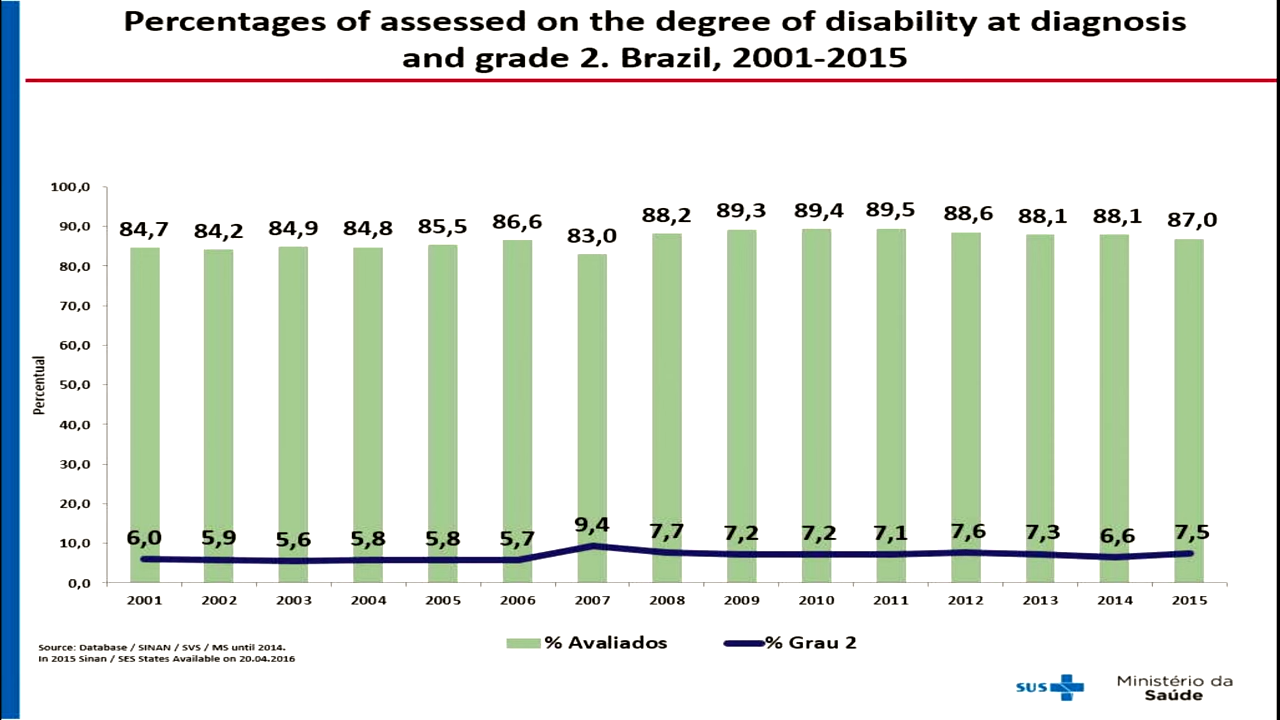 Percentages of assessed on the degree of disability at diagnosis
and grade 2. Brazil, 2001-2015
100,0
90,0
80,0
70,0
60,0
50,0
40,0
30,0
20,0
10,0
0,0
Percentual
84,7 84,2 84,9 84,8 85,5 86,6 83,0 88,2 89,3 89,4 89,5 88,6 88,1 88,1 87,0
6,0 5,9 5,6 5,8 5,8 5,7 9,4 7,7 7,2 7,2 7,1 7,6 7,3 6,6 7,5
2001 2002 2003 2004 2005 2006 2007 2008 2009 2010 2011 2012 2013 2014 2015
% Avaliados % Grau 2
Source: Database / SINAN / SVS / MS until 2014.
In 2015 Sinan / SES States Available on 20.04.2016
SUS
Ministério da
Saúde